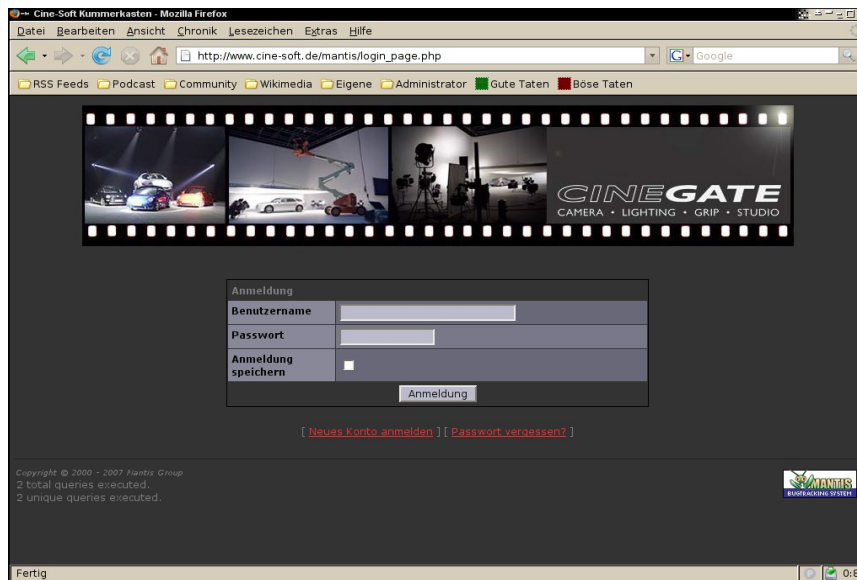 Cine-Soft Kummerkasten - Mozilla Firefox
Datei Bearbeiten Ansicht Chronik Lesezeichen Extras Hilfe
http://www.cine-soft.de/mantis/login_page.php
G Google
RSS Feeds Podcast Community Wikimedia Eigene Administrator Gute Taten Böse Taten
CINEGATE
CAMERA • LIGHTING • GRIP • STUDIO
Anmeldung
Benutzername
Passwort
Anmeldung speichern
Anmeldung
[ Neues Konto anmelden ] [ Passwort vergessen? ]
Copyright © 2000 - 2007 Mantis Group
2 total queries executed.
2 unique queries executed.
MANTIS
BUGTRACKING SYSTEM
Fertig